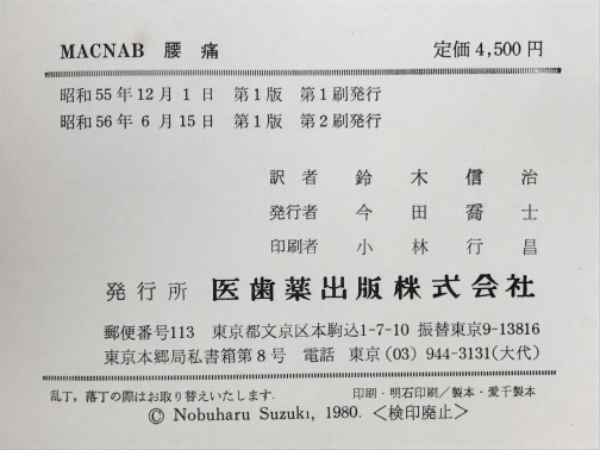 MACNAB 腰痛 定価 4,500 円
昭和 55 年 12 月 1 日 第 1 版 第 1 刷発行
昭和 56 年 6 月 15 日 第 1 版 第 2 刷発行
訳者 鈴木信治
発行者 今田喬士
印刷者 小林行昌
発行所 医歯薬出版株式会社
郵便番号113 東京都文京区本駒込1-7-10 振替東京9-13816
東京本郷局私書箱第8号 電話 東京 (03) 944-3131(大代)
乱丁，落丁の際はお取り替えいたします. 印刷・明石印刷／製本・愛千製本
© Nobuharu Suzuki, 1980. ＜検印廃止＞